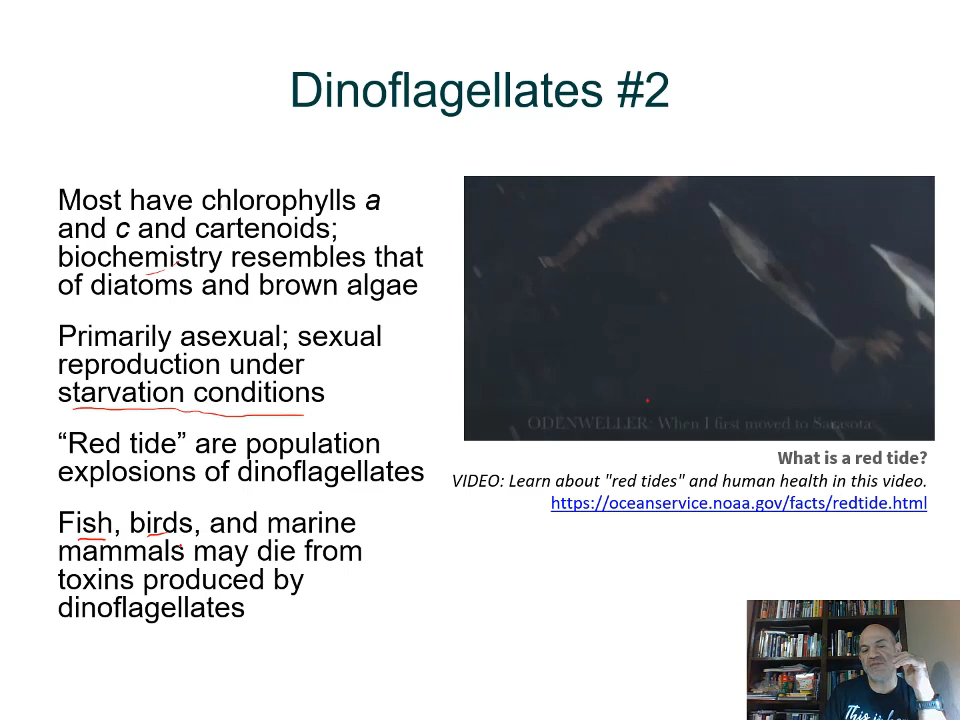 Dinoflagellates #2
Most have chlorophylls a
and c and cartenoids;
biochemistry resembles that
of diatoms and brown algae
Primarily asexual; sexual
reproduction under
starvation conditions
“Red tide” are population
explosions of dinoflagellates
Fish, birds, and marine
mammals may die from
toxins produced by
dinoflagellates
ODENWELLER: When I first moved to Sarasota
What is a red tide?
VIDEO: Learn about "red tides" and human health in this video.
https://oceanservice.noaa.gov/facts/redtide.html
This is